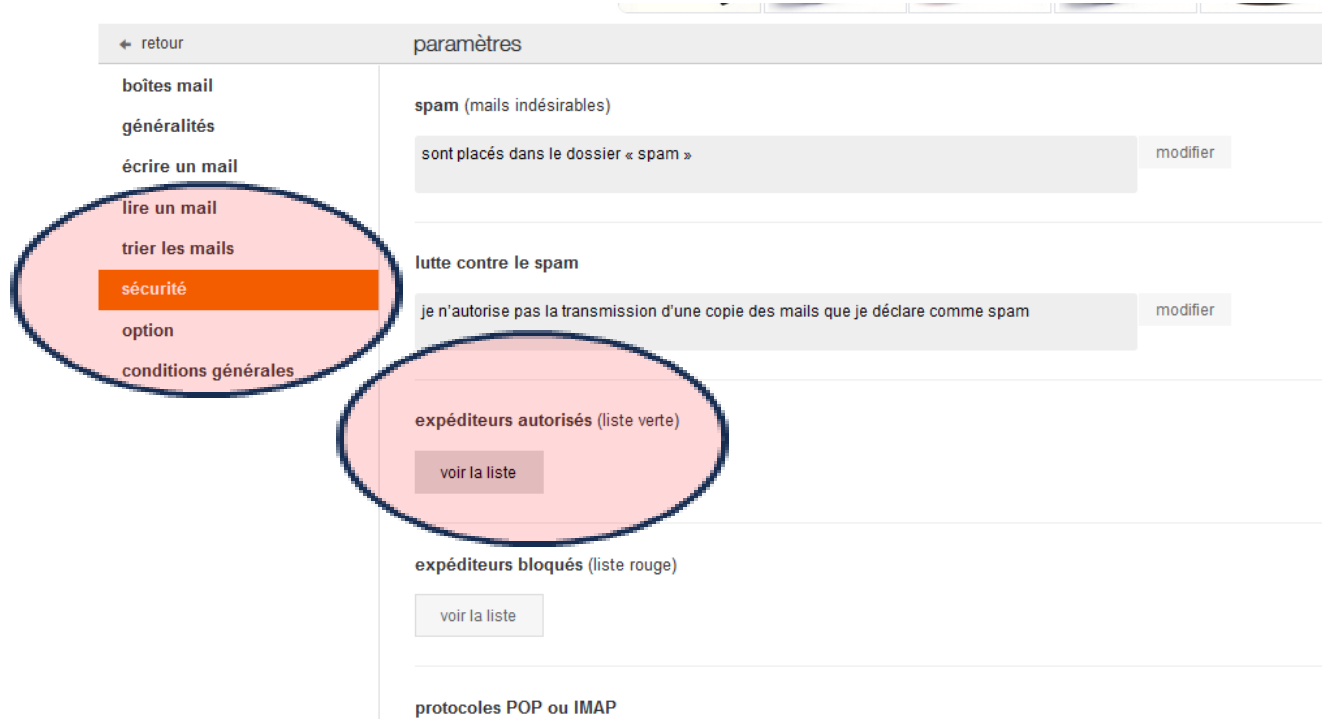 retour
paramètres
boîtes mail
généralités
écrire un mail
lire un mail
trier les mails
sécurité
option
conditions générales
spam (mails indésirables)
sont placés dans le dossier « spam »
modifier
lutte contre le spam
je n'autorise pas la transmission d'une copie des mails que je déclare comme spam
modifier
expéditeurs autorisés (liste verte)
voir la liste
expéditeurs bloqués (liste rouge)
voir la liste
protocoles POP ou IMAP